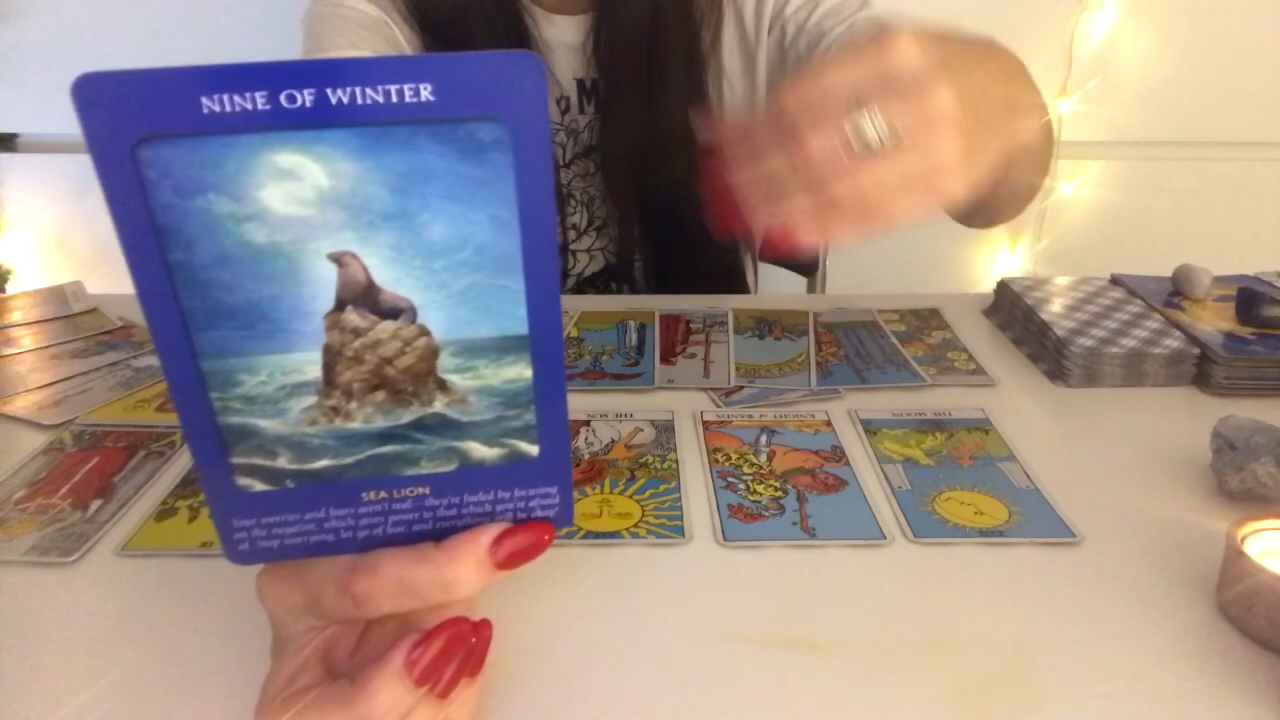 NINE OF WINTER
M
SEA LION
Your worries and fears aren't real—they're fueled by focusing
on the negative, which gives power to that which you're afraid
of. Stop worrying, let go of fear, and everything will be okay!
THE SUN
KNIGHT of WANDS
THE MOON